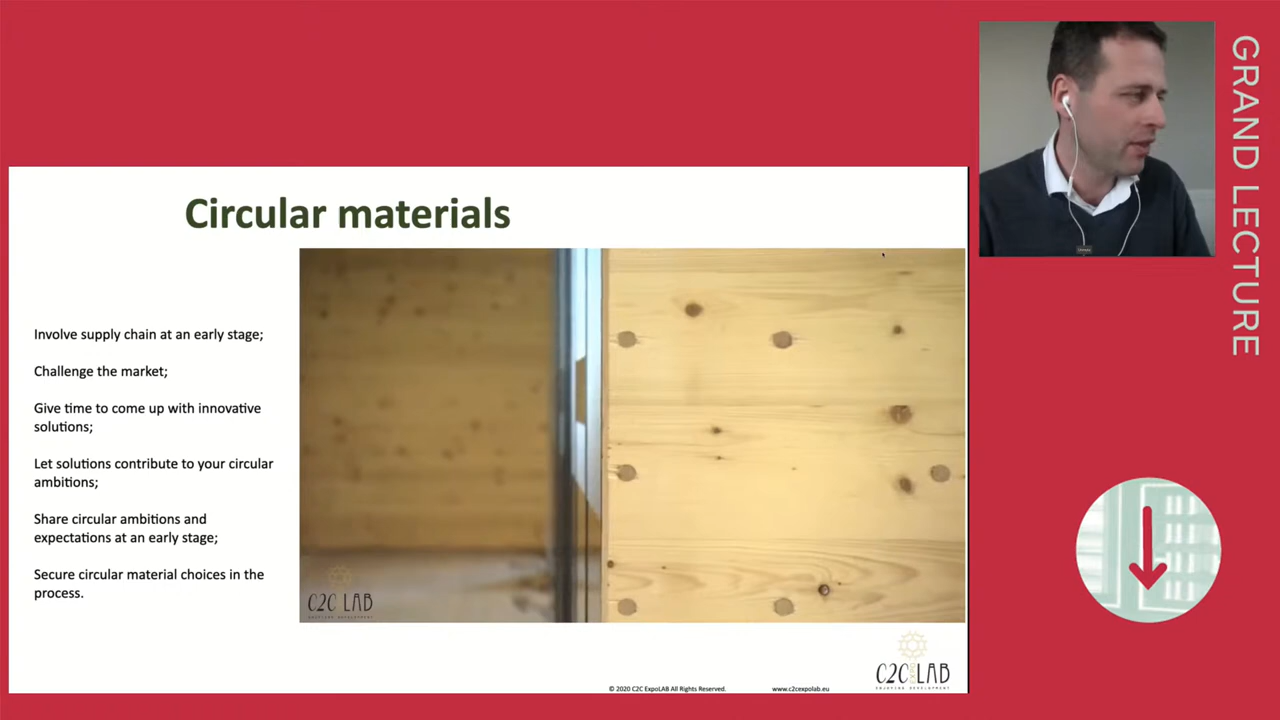 Circular materials
Involve supply chain at an early stage;
Challenge the market;
Give time to come up with innovative
solutions;
Let solutions contribute to your circular
ambitions;
Share circular ambitions and
expectations at an early stage;
Secure circular material choices in the
process.
C2C LAB
© 2020 C2C ExpoLAB All Rights Reserved.
www.c2cexpolab.eu
C2C EXPO LAB
GRAND LECTURE